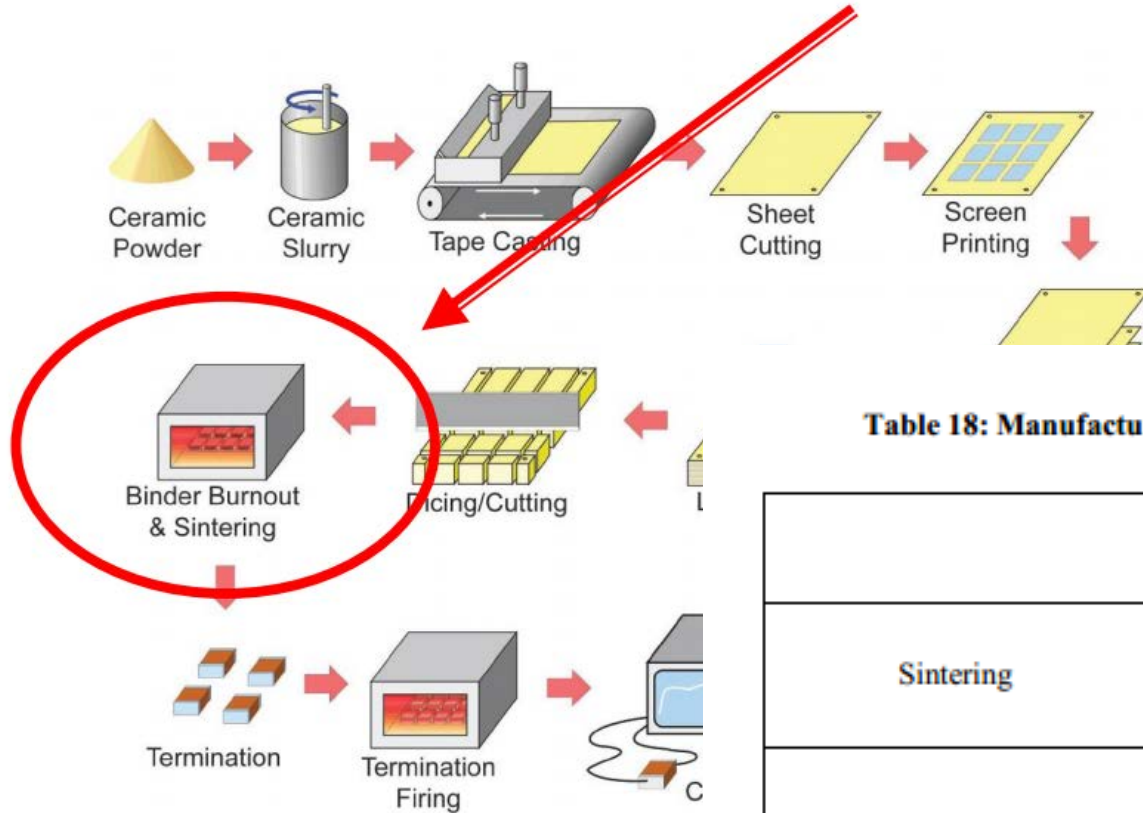 Ceramic
Powder
Ceramic
Slurry
Tape Casting
Sheet
Cutting
Screen
Printing
Binder Burnout
& Sintering
Dicing/Cutting
L
Table 18: Manufactu
Sintering
Termination
Termination
Firing
C